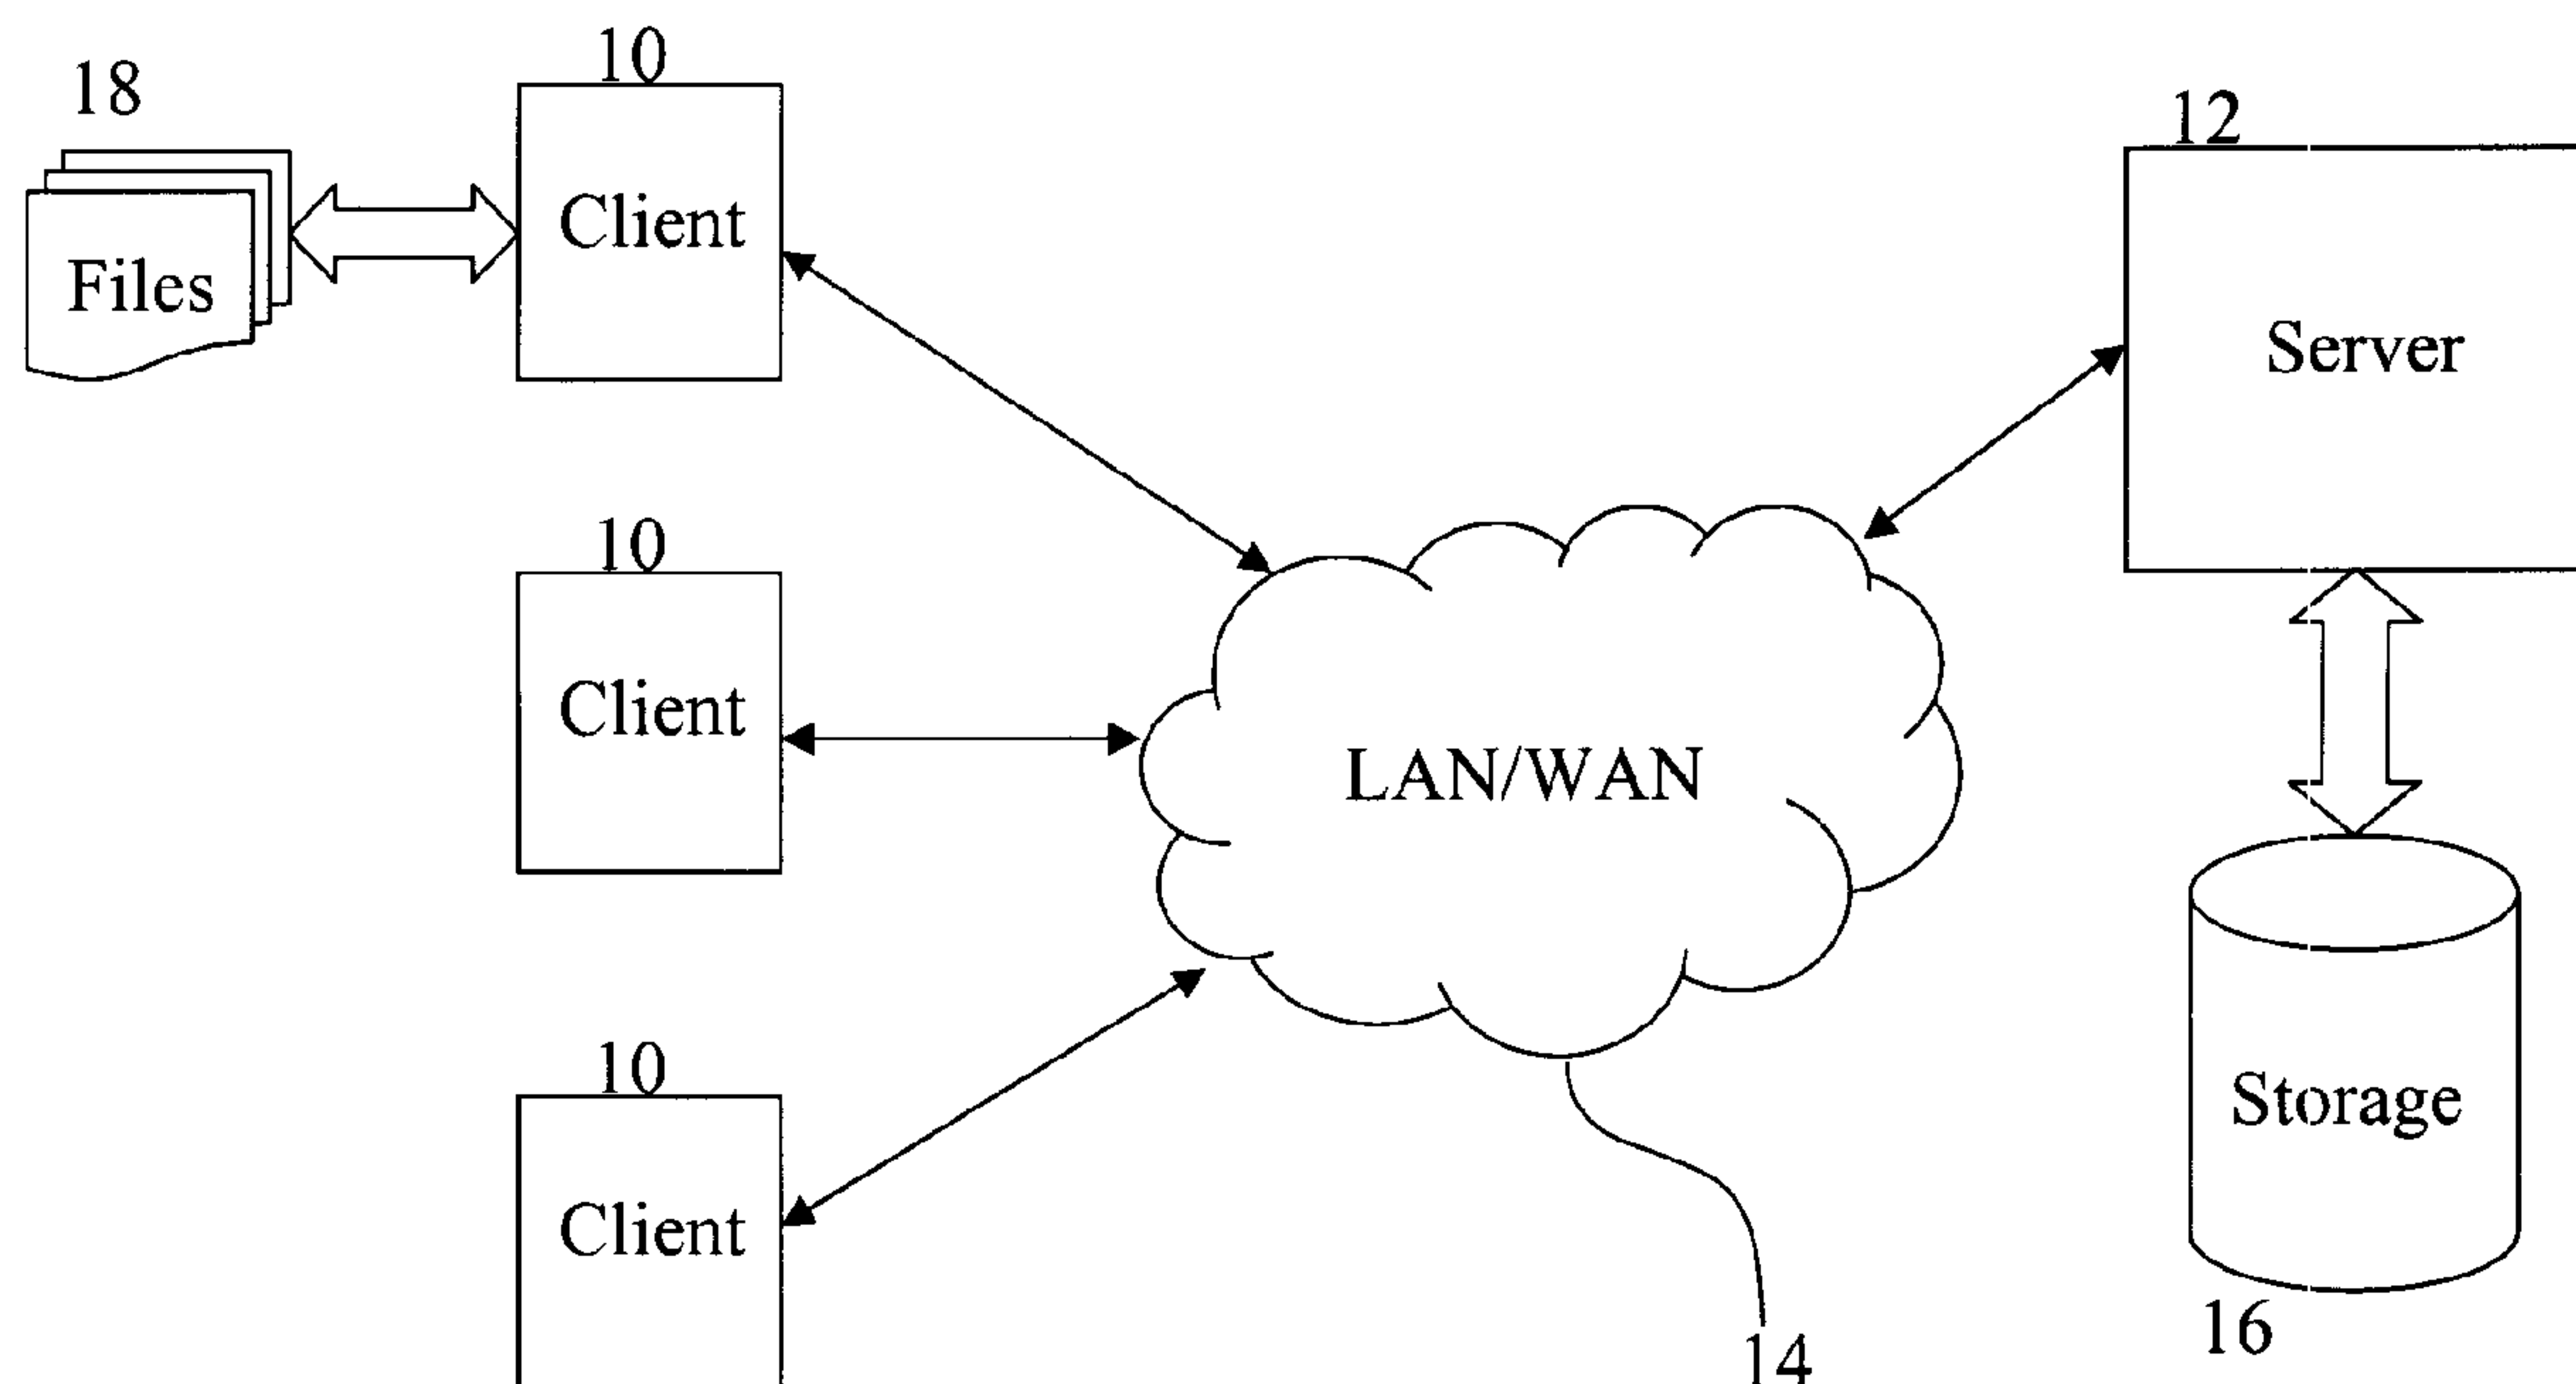 18
10
12
Client
Files
Server
10
Client
LAN/WAN
10
Storage
Client
16
14